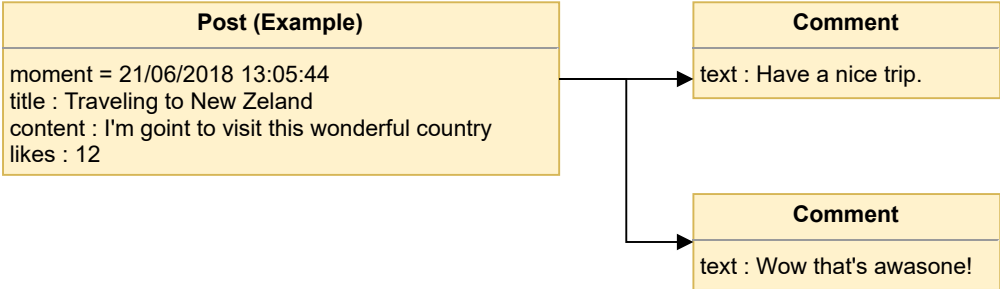 Post (Example)
moment = 21/06/2018 13:05:44
title : Traveling to New Zeland
content : I'm goint to visit this wonderful country
likes : 12
Comment
text : Have a nice trip.
Comment
text : Wow that's awasone!